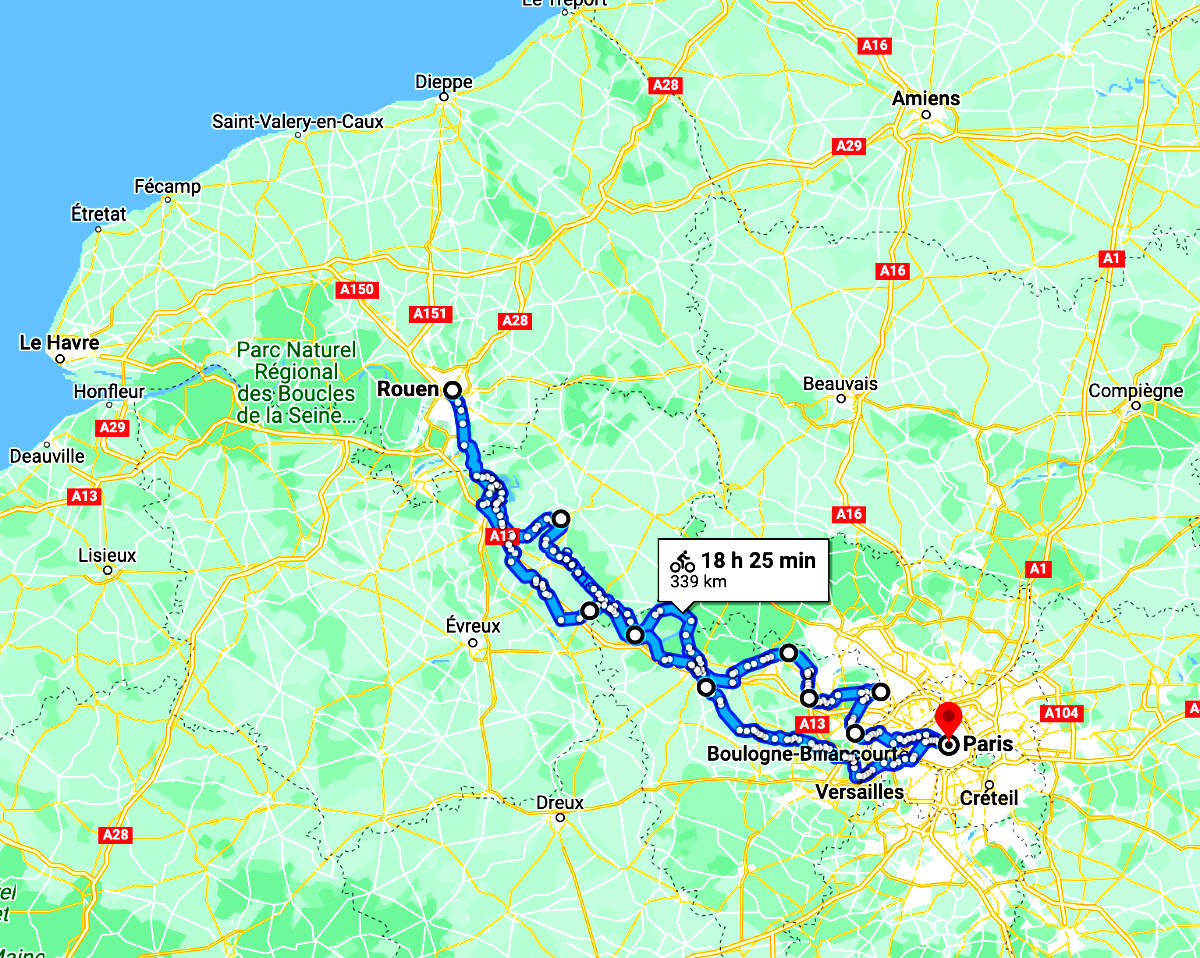 Le Tréport
A16
Dieppe
A28
Amiens
Saint-Valery-en-Caux
A29
Fécamp
Étretat
A1
A16
A150
A151
A28
Le Havre
Parc Naturel
Régional
des Boucles
de la Seine...
Rouen
Beauvais
Compiègne
Honfleur
A29
Deauville
A13
A16
Lisieux
18 h 25 min
339 km
A1
Évreux
A13
A104
Paris
Boulogne-Billancourt
Versailles
Créteil
Dreux
A28
et
Maine